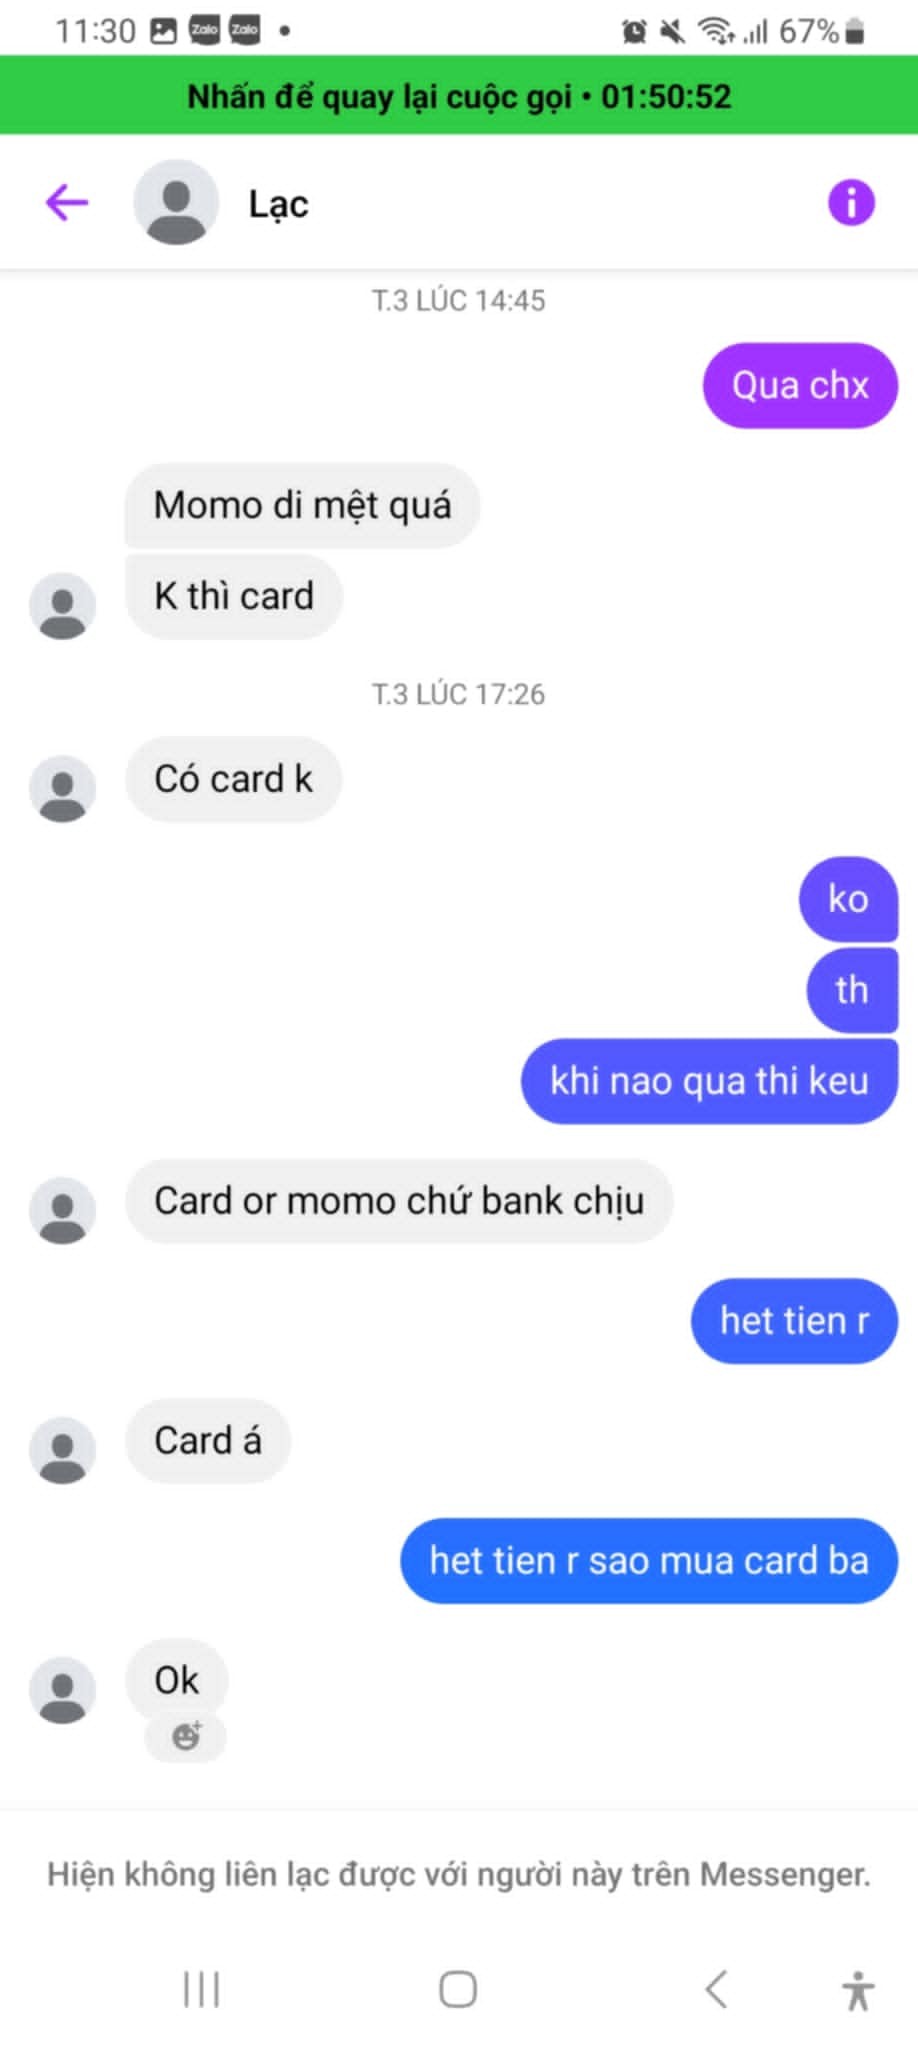 11:30 Zalo Zalo 67%
Nhấn để quay lại cuộc gọi • 01:50:52
Lạc
T.3 LÚC 14:45
Qua chx
Momo di mệt quá
K thì card
T.3 LÚC 17:26
Có card k
ko
th
khi nao qua thi keu
Card or momo chứ bank chịu
het tien r
Card á
het tien r sao mua card ba
Ok
Hiện không liên lạc được với người này trên Messenger.